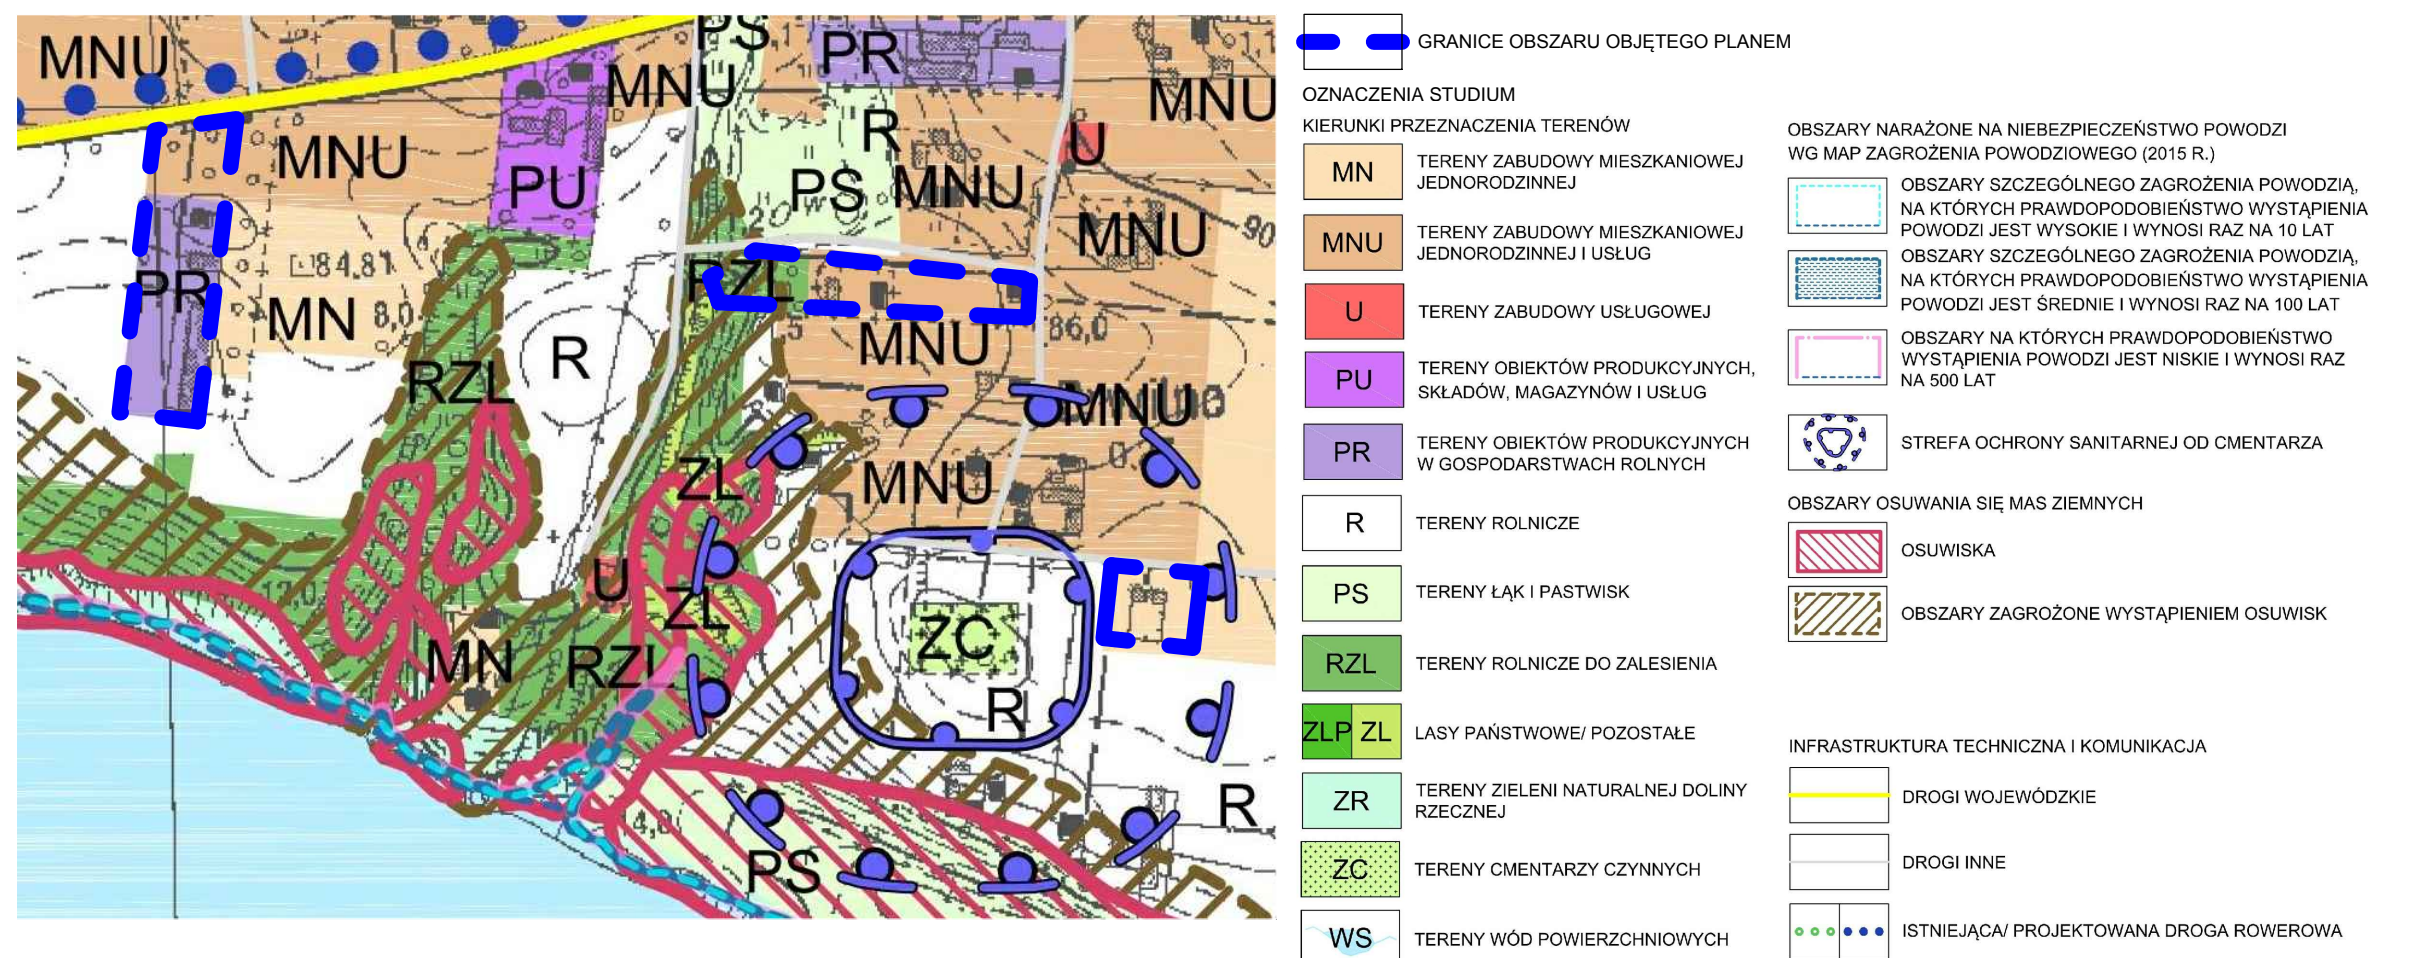 MNU
PS
1,1
PR
1,1
MNU
MNU
MNU
R
U
PU
PS
MNU
MNU
90
84,81
RZL
PR
MN
8,0
R
MNU
86,0
RZL
MNU
ZL
MNU
U
ZL
ZC
MN
RZL
R
R
PS
GRANICE OBSZARU OBJĘTEGO PLANEM
OZNACZENIA STUDIUM
KIERUNKI PRZEZNACZENIA TERENÓW
MN
TERENY ZABUDOWY MIESZKANIOWEJ
JEDNORODZINNEJ
MNU
TERENY ZABUDOWY MIESZKANIOWEJ
JEDNORODZINNEJ I USŁUG
U
TERENY ZABUDOWY USŁUGOWEJ
PU
TERENY OBIEKTÓW PRODUKCYJNYCH,
SKŁADÓW, MAGAZYNÓW I USŁUG
PR
TERENY OBIEKTÓW PRODUKCYJNYCH
W GOSPODARSTWACH ROLNYCH
R
TERENY ROLNICZE
PS
TERENY ŁĄK I PASTWISK
RZL
TERENY ROLNICZE DO ZALESIENIA
ZLP ZL
LASY PAŃSTWOWE/ POZOSTAŁE
ZR
TERENY ZIELENI NATURALNEJ DOLINY
RZECZNEJ
ZC
TERENY CMENTARZY CZYNNYCH
WS
TERENY WÓD POWIERZCHNIOWYCH
OBSZARY NARAŻONE NA NIEBEZPIECZEŃSTWO POWODZI
WG MAP ZAGROŻENIA POWODZIOWEGO (2015 R.)
OBSZARY SZCZEGÓLNEGO ZAGROŻENIA POWODZIĄ,
NA KTÓRYCH PRAWDOPODOBIEŃSTWO WYSTĄPIENIA
POWODZI JEST WYSOKIE I WYNOSI RAZ NA 10 LAT
OBSZARY SZCZEGÓLNEGO ZAGROŻENIA POWODZIĄ,
NA KTÓRYCH PRAWDOPODOBIEŃSTWO WYSTĄPIENIA
POWODZI JEST ŚREDNIE I WYNOSI RAZ NA 100 LAT
OBSZARY NA KTÓRYCH PRAWDOPODOBIEŃSTWO
WYSTĄPIENIA POWODZI JEST NISKIE I WYNOSI RAZ
NA 500 LAT
STREFA OCHRONY SANITARNEJ OD CMENTARZA
OBSZARY OSUWANIA SIĘ MAS ZIEMNYCH
OSUWISKA
OBSZARY ZAGROŻONE WYSTĄPIENIEM OSUWISK
INFRASTRUKTURA TECHNICZNA I KOMUNIKACJA
DROGI WOJEWÓDZKIE
DROGI INNE
ISTNIEJĄCA/ PROJEKTOWANA DROGA ROWEROWA